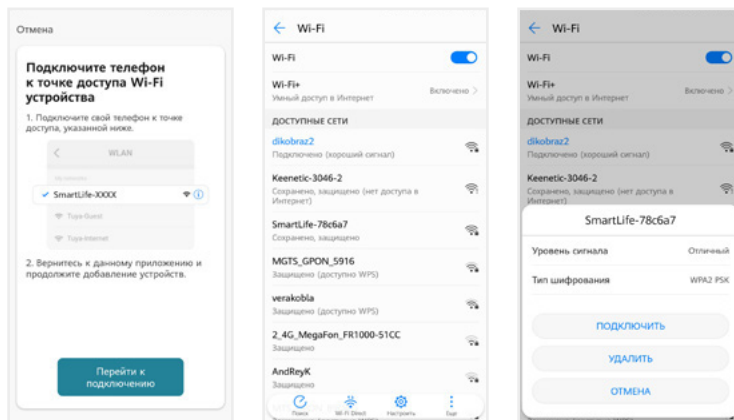 Отмена
Подключите телефон
к точке доступа Wi-Fi
устройства
1. Подключите свой телефон к точке
доступа, указанной ниже.
WLAN
SmartLife-XXXX
Tuya-Guest
Tuya-Internet
2. Вернитесь к данному приложению и
продолжите добавление устройств.
Перейти к
подключению
Wi-Fi
Wi-Fi
Wi-Fi+
Умный доступ в Интернет
Включено
ДОСТУПНЫЕ СЕТИ
dikobraz2
Подключено (хороший сигнал)
Keenetic-3046-2
Сохранено, защищено (нет доступа в
Интернет)
SmartLife-78c6a7
Сохранено, защищено
MGTS_GPON_5916
Защищено (доступно WPS)
verakobla
Защищено (доступно WPS)
2_4G_MegaFon_FR1000-51CC
Защищено
AndReyK
Защищено
Поиск
Wi-Fi Direct
Настроить
Еще
Wi-Fi
Wi-Fi
Wi-Fi+
Умный доступ в Интернет
Включено
ДОСТУПНЫЕ СЕТИ
dikobraz2
Подключено (хороший сигнал)
Keenetic-3046-2
Сохранено, защищено (нет доступа в
Интернет)
SmartLife-78c6a7
Уровень сигнала
Отличный
Тип шифрования
WPA2 PSK
ПОДКЛЮЧИТЬ
УДАЛИТЬ
ОТМЕНА